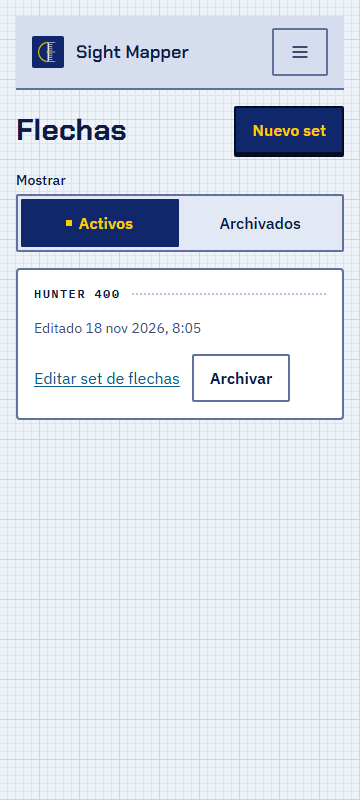 Sight Mapper
Flechas
Nuevo set
Mostrar
Activos
Archivados
HUNTER 400
Editado 18 nov 2026, 8:05
Editar set de flechas
Archivar